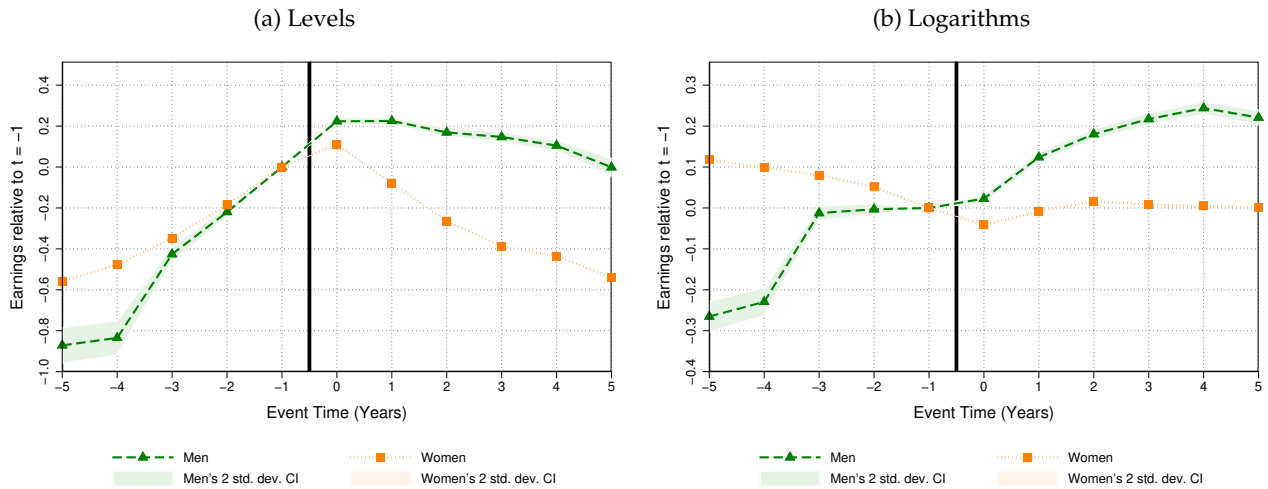 (a) Levels
Earnings relative to t = −1
0.4
0.2
0.0
−0.2
−0.4
−0.6
−0.8
−1.0
−5 −4 −3 −2 −1 0 1 2 3 4 5
Event Time (Years)
Men Women
Men's 2 std. dev. CI Women's 2 std. dev. CI
(b) Logarithms
Earnings relative to t = −1
0.3
0.2
0.1
0.0
−0.1
−0.2
−0.3
−0.4
−5 −4 −3 −2 −1 0 1 2 3 4 5
Event Time (Years)
Men Women
Men's 2 std. dev. CI Women's 2 std. dev. CI